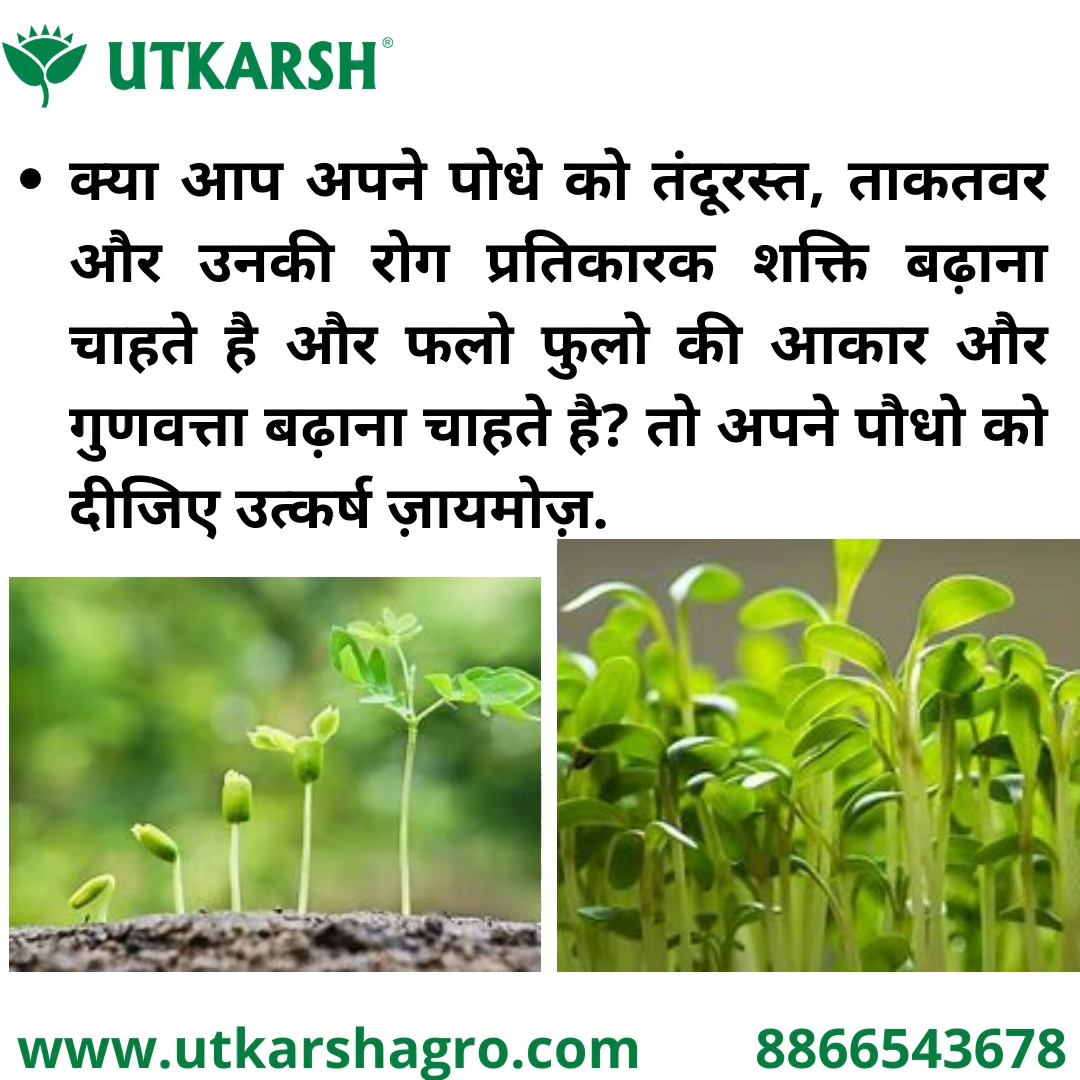 UTKARSH®
• क्या आप अपने पोधे को तंदूरस्त, ताकतवर
और उनकी रोग प्रतिकारक शक्ति बढ़ाना
चाहते है और फलो फुलो की आकार और
गुणवत्ता बढ़ाना चाहते है? तो अपने पौधो को
दीजिए उत्कर्ष ज़ायमोज़.
www.utkarshagro.com 8866543678